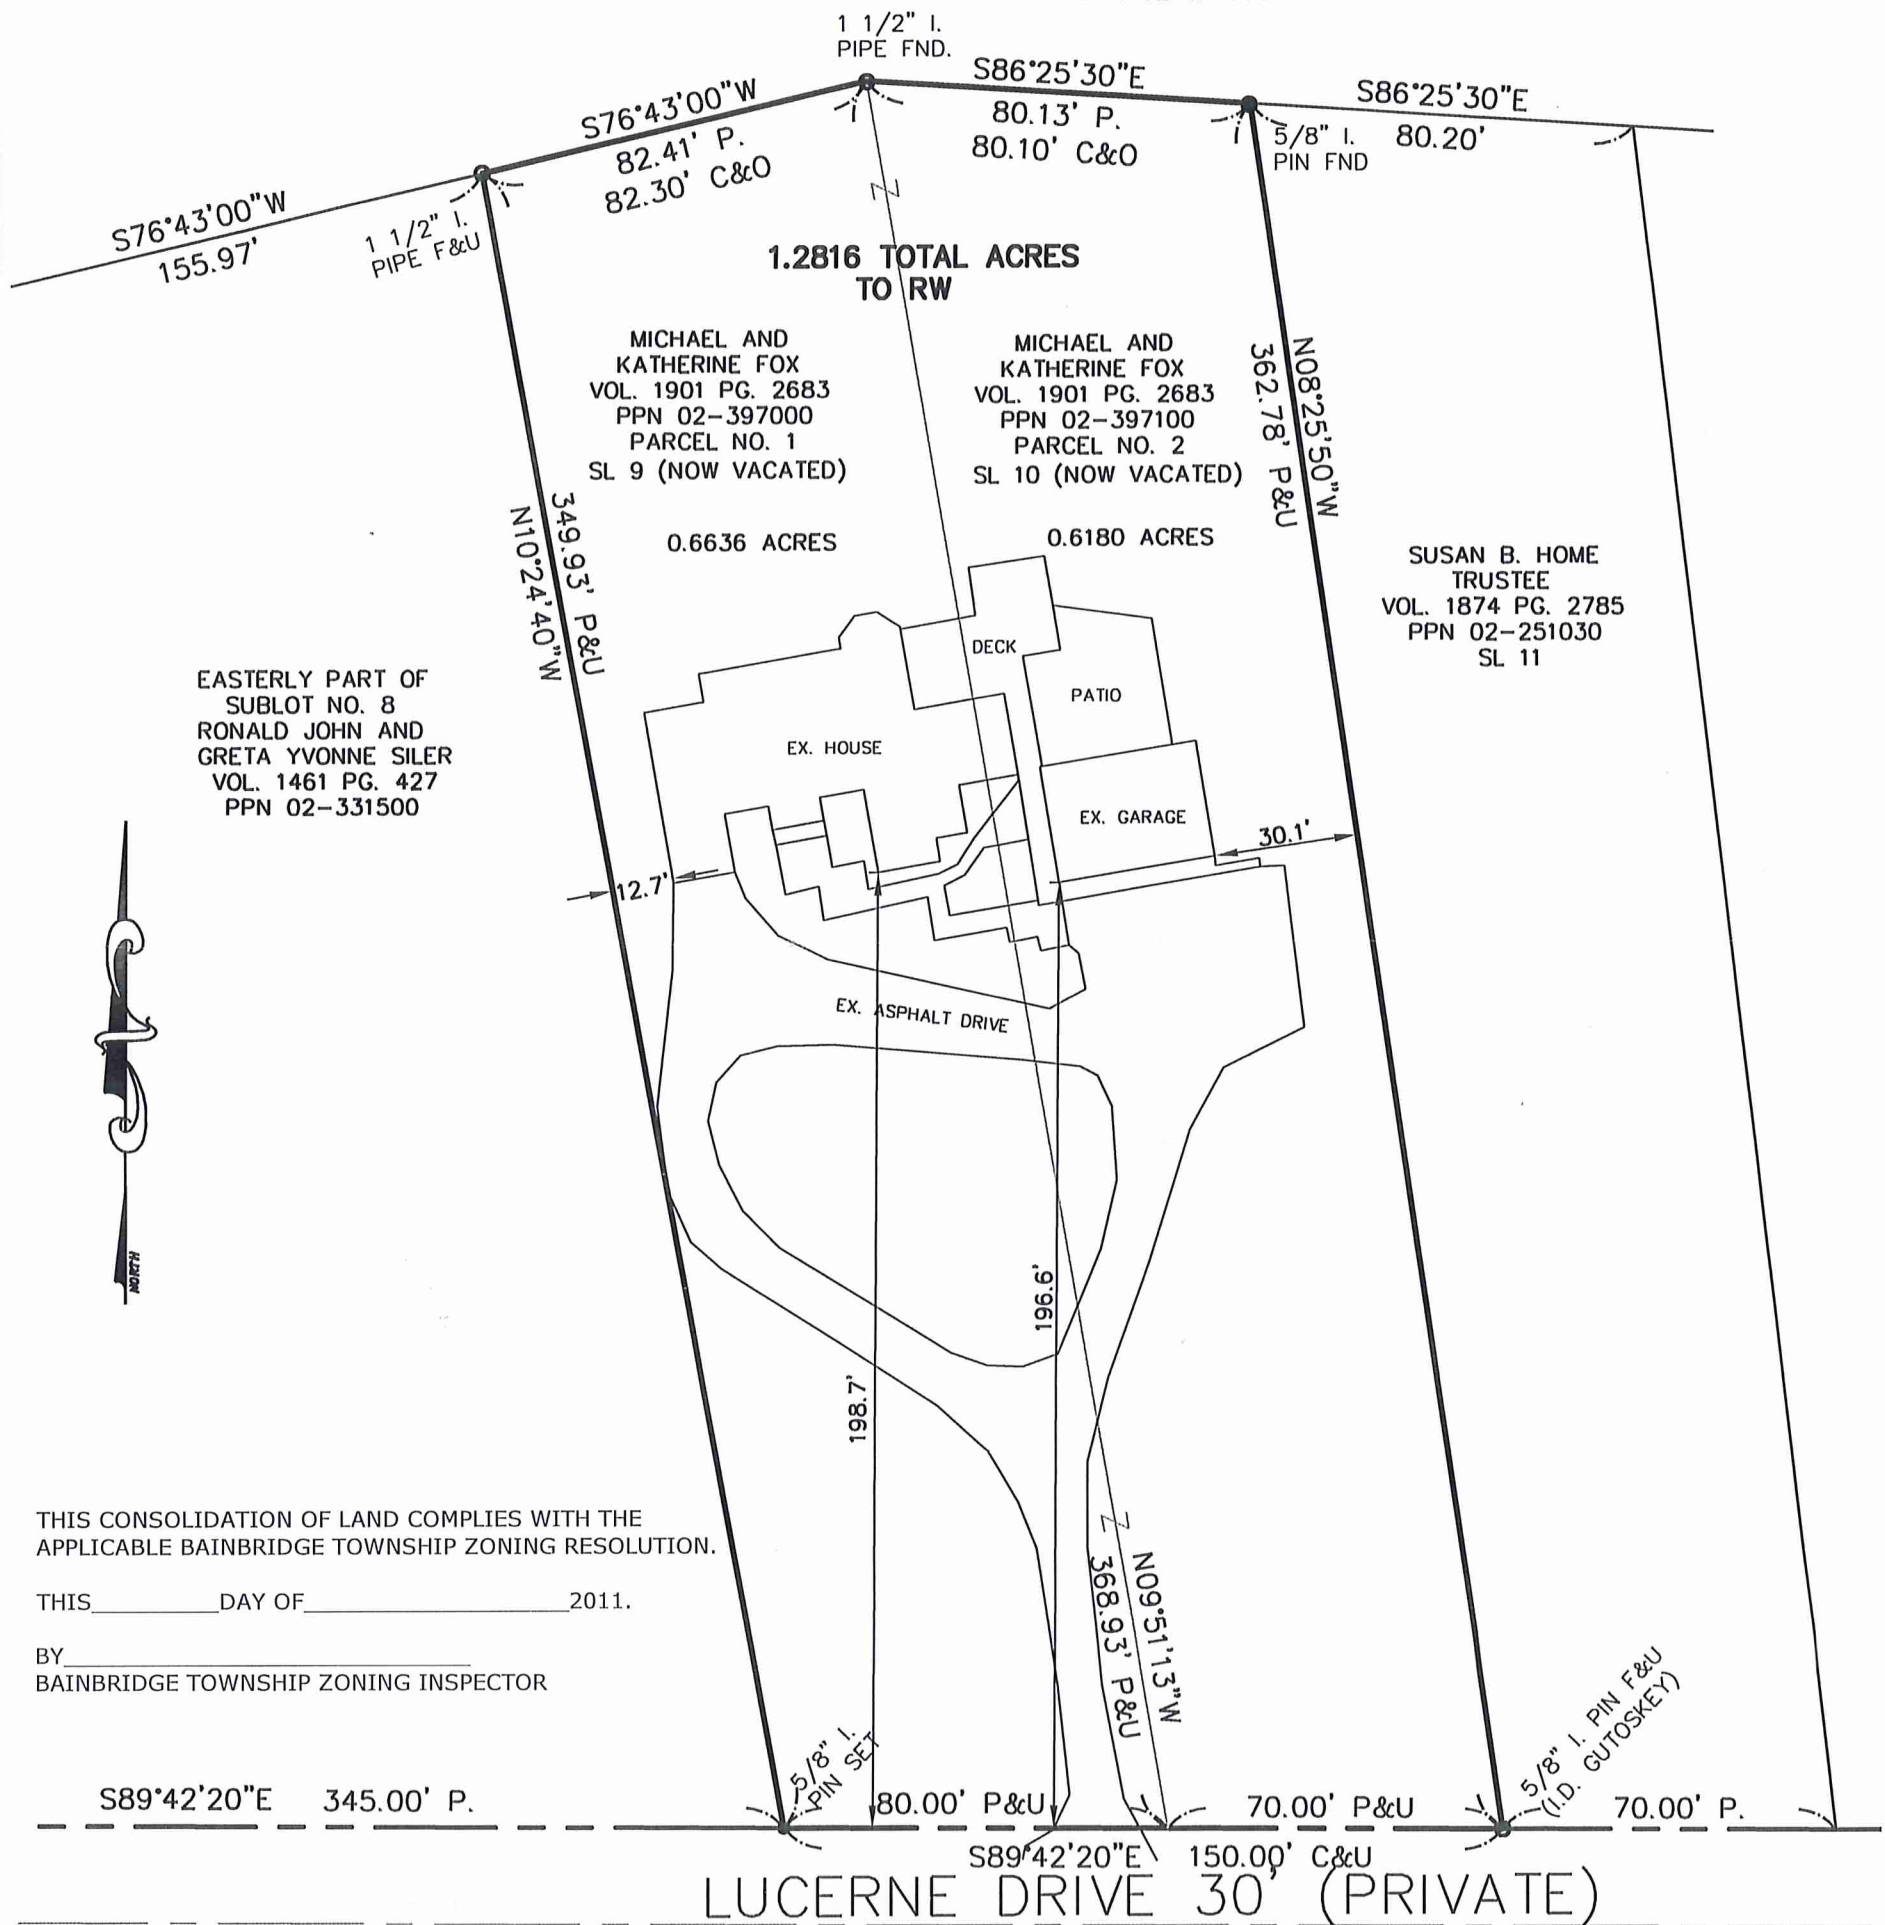 1 1/2" I.
PIPE FND.
S76°43'00"W
82.41' P.
82.30' C&O
S86°25'30"E
80.13' P.
80.10' C&O
S86°25'30"E
80.20'
5/8" I.
PIN FND
S76°43'00"W
155.97'
1 1/2" I.
PIPE F&U
1.2816 TOTAL ACRES
TO RW
MICHAEL AND
KATHERINE FOX
VOL. 1901 PG. 2683
PPN 02-397000
PARCEL NO. 1
SL 9 (NOW VACATED)
0.6636 ACRES
MICHAEL AND
KATHERINE FOX
VOL. 1901 PG. 2683
PPN 02-397100
PARCEL NO. 2
SL 10 (NOW VACATED)
0.6180 ACRES
N08°25'50"W
362.78' P&U
349.93' P&U
N10°24'40"W
SUSAN B. HOME
TRUSTEE
VOL. 1874 PG. 2785
PPN 02-251030
SL 11
EASTERLY PART OF
SUBLOT NO. 8
RONALD JOHN AND
GRETA YVONNE SILER
VOL. 1461 PG. 427
PPN 02-331500
DECK
PATIO
EX. HOUSE
EX. GARAGE
30.1'
12.7'
EX. ASPHALT DRIVE
NORTH
196.6'
198.7'
N09°51'13"W
368.93' P&U
THIS CONSOLIDATION OF LAND COMPLIES WITH THE
APPLICABLE BAINBRIDGE TOWNSHIP ZONING RESOLUTION.
THIS__________DAY OF____________________2011.
BY________________________________
BAINBRIDGE TOWNSHIP ZONING INSPECTOR
5/8" I.
PIN SET
5/8" I. PIN F&U
(I.D. GUTOSKEY)
S89°42'20"E 345.00' P.
80.00' P&U
70.00' P&U
70.00' P.
S89°42'20"E 150.00' C&U
LUCERNE DRIVE 30' (PRIVATE)